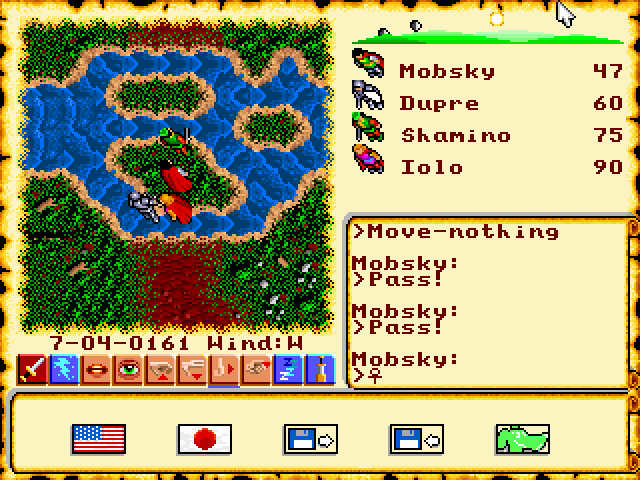 Mobsky 47
Dupre 60
Shamino 75
Iolo 90
>Move-nothing
Mobsky:
>Pass!
Mobsky:
>Pass!
Mobsky:
>
7-04-0161 Wind:W